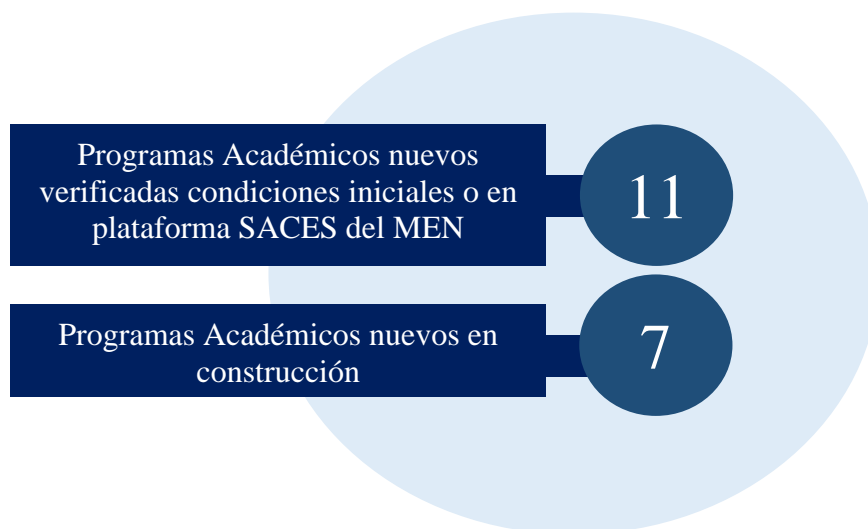 Programas Académicos nuevos
verificadas condiciones iniciales o en
plataforma SACES del MEN
11
Programas Académicos nuevos en
construcción
7